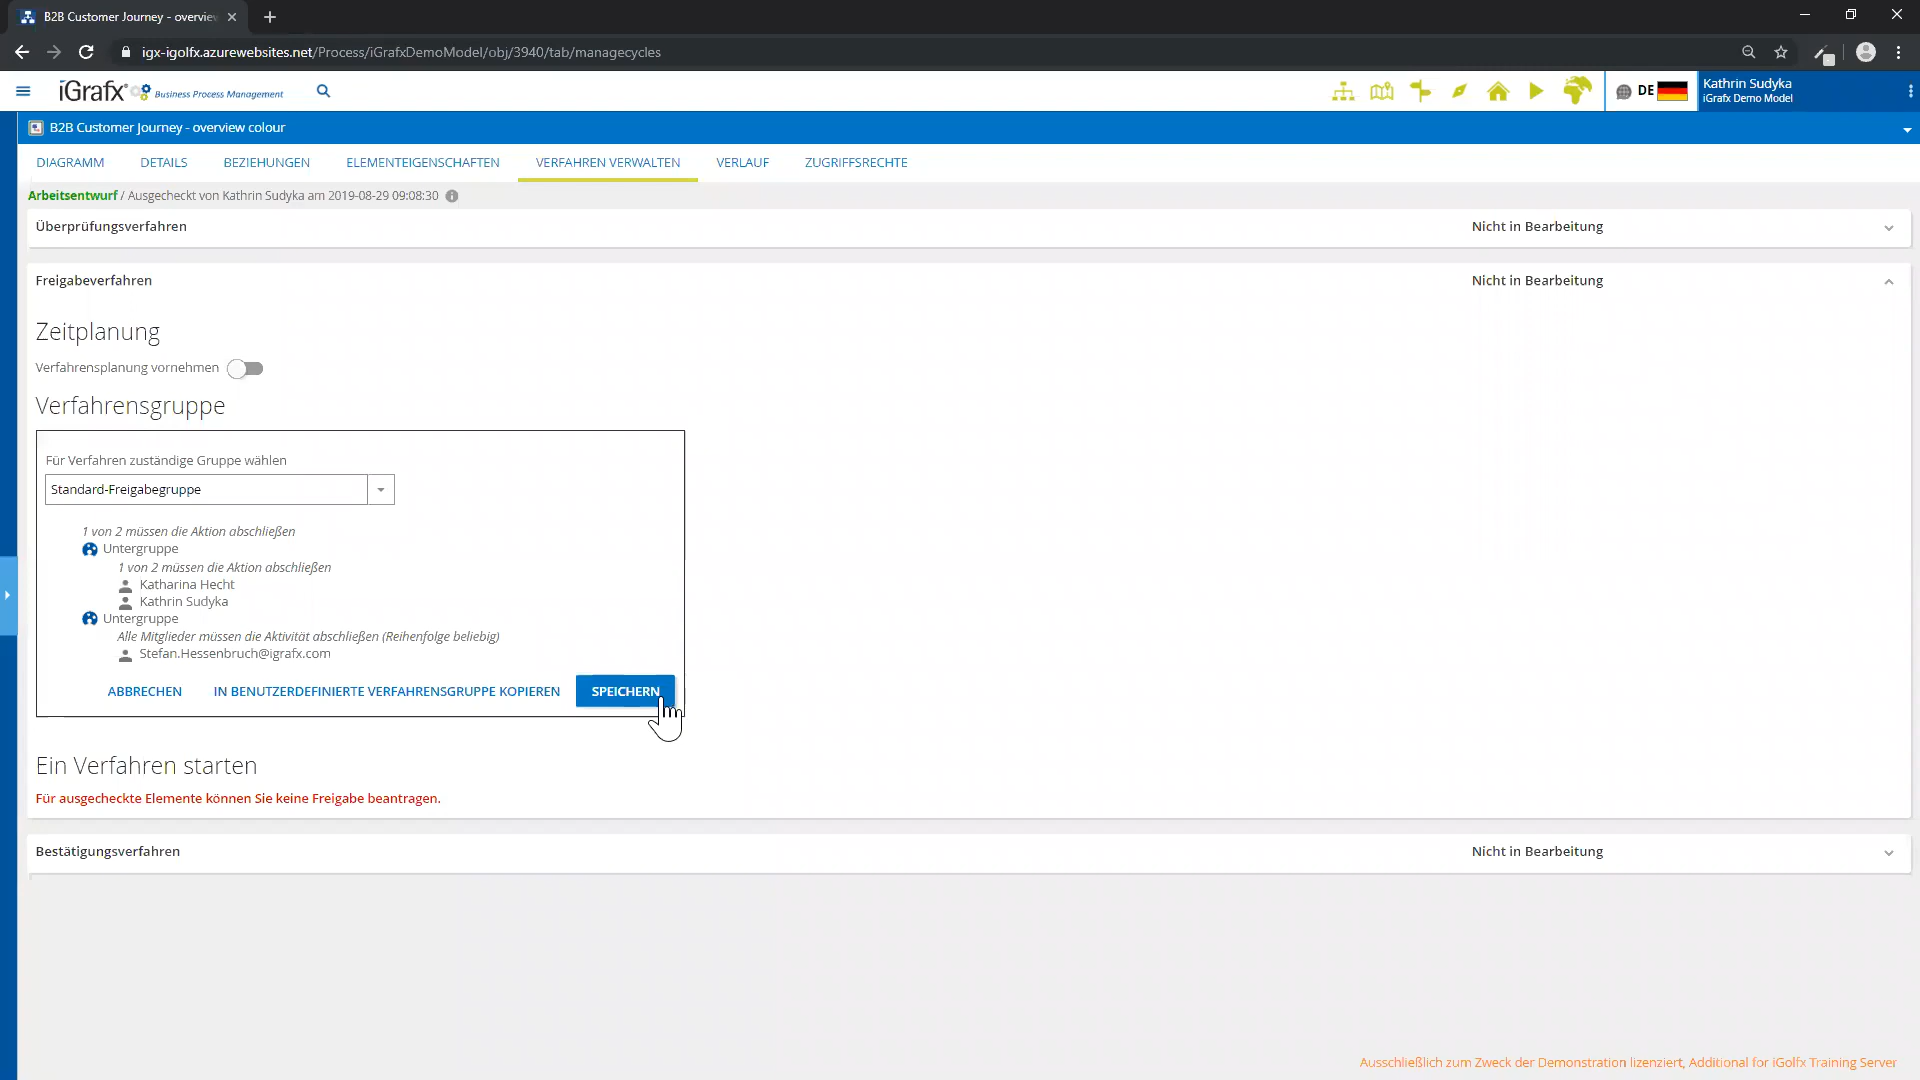 B2B Customer Journey - overview
igx-igolfx.azurewebsites.net/Process/iGrafxDemoModel/obj/3940/tab/managecycles
iGrafx Business Process Management
DE
Kathrin Sudyka
iGrafx Demo Model
B2B Customer Journey - overview colour
DIAGRAMM DETAILS BEZIEHUNGEN ELEMENTEIGENSCHAFTEN VERFAHREN VERWALTEN VERLAUF ZUGRIFFSRECHTE
Arbeitsentwurf / Ausgecheckt von Kathrin Sudyka am 2019-08-29 09:08:30
Überprüfungsverfahren Nicht in Bearbeitung
Freigabeverfahren Nicht in Bearbeitung
Zeitplanung
Verfahrensplanung vornehmen
Verfahrensgruppe
Für Verfahren zuständige Gruppe wählen
Standard-Freigabegruppe
1 von 2 müssen die Aktion abschließen
Untergruppe
1 von 2 müssen die Aktion abschließen
Katharina Hecht
Kathrin Sudyka
Untergruppe
Alle Mitglieder müssen die Aktivität abschließen (Reihenfolge beliebig)
Stefan.Hessenbruch@igrafx.com
ABBRECHEN IN BENUTZERDEFINIERTE VERFAHRENSGRUPPE KOPIEREN SPEICHERN
Ein Verfahren starten
Für ausgecheckte Elemente können Sie keine Freigabe beantragen.
Bestätigungsverfahren Nicht in Bearbeitung
Ausschließlich zum Zweck der Demonstration lizenziert, Additional for iGolfx Training Server